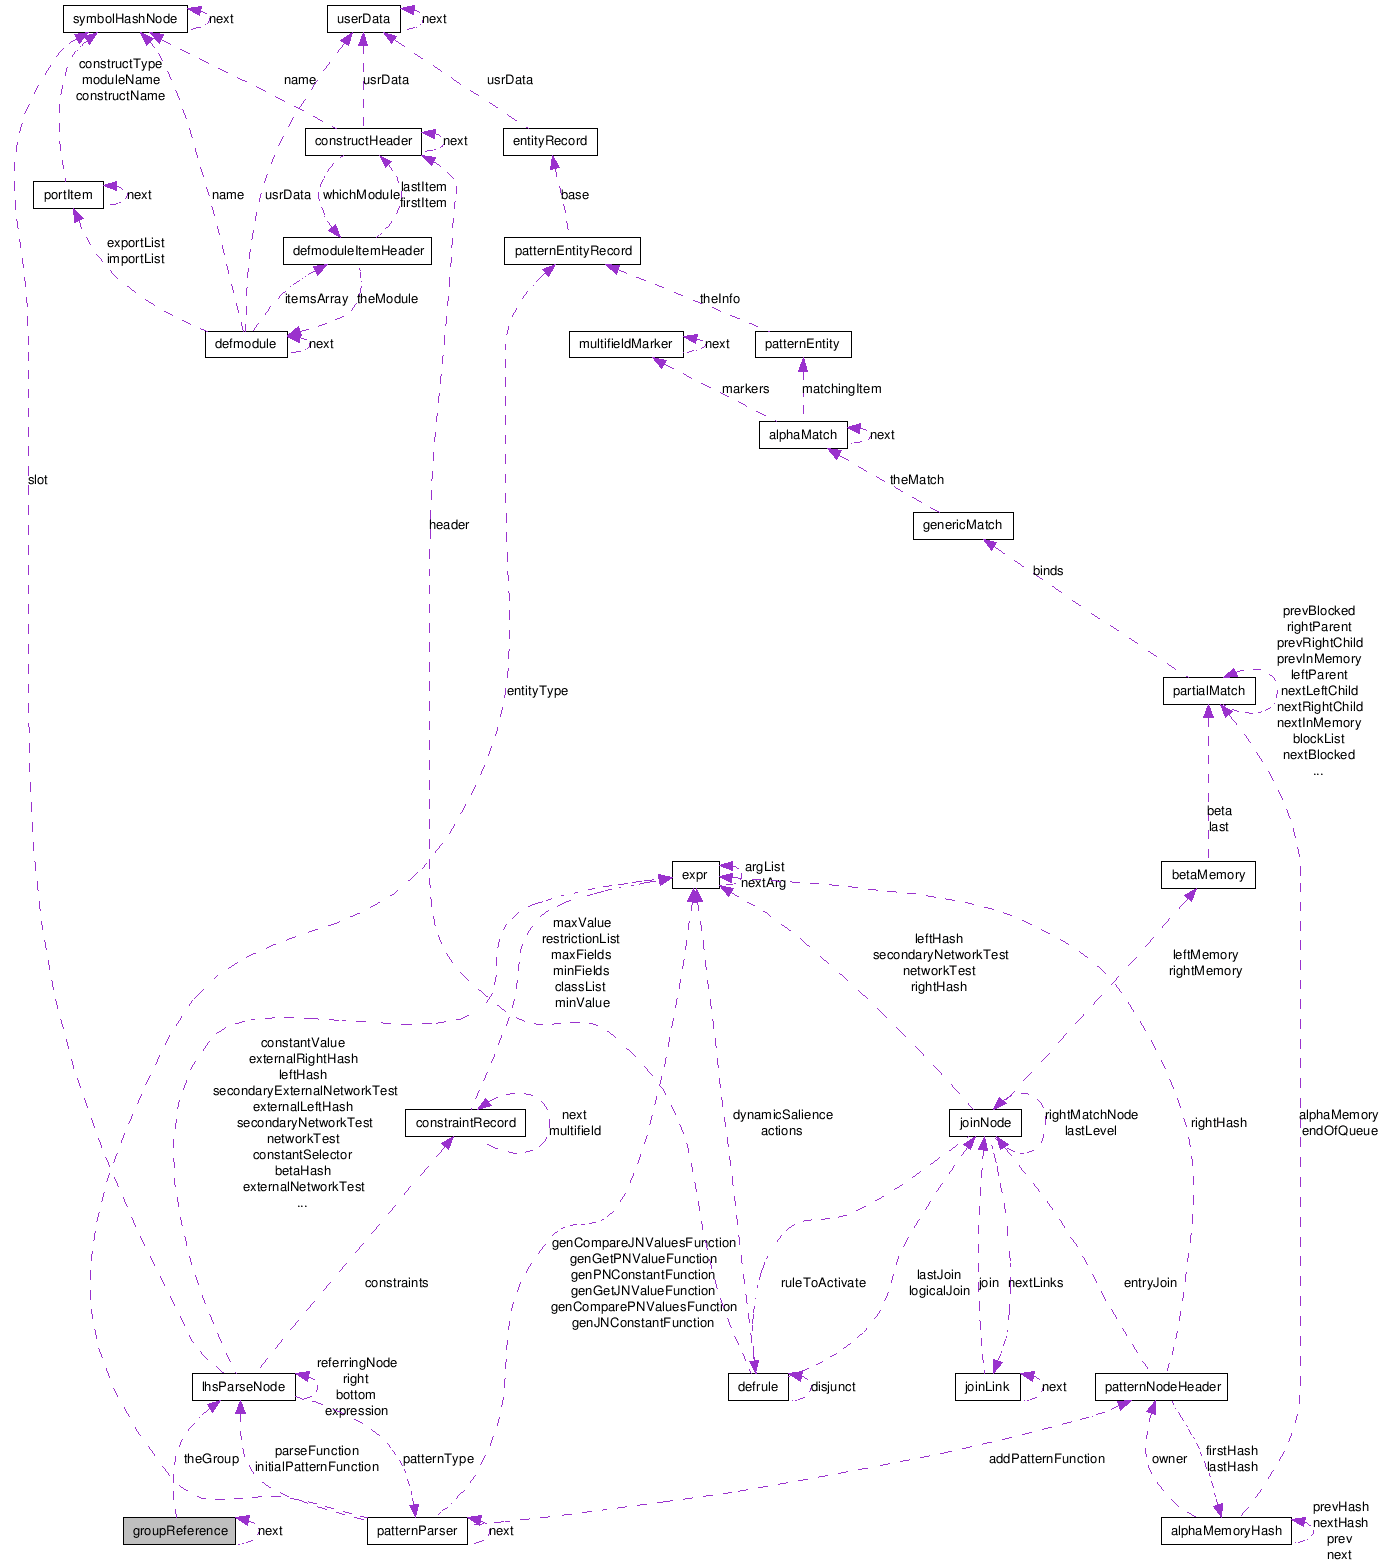 symbolHashNode
next
userData
next
constructType
moduleName
constructName
name
usrData
usrData
constructHeader
next
entityRecord
portItem
next
name
usrData
whichModule
lastItem
firstItem
base
exportList
importList
defmoduleItemHeader
patternEntityRecord
itemsArray
theModule
theInfo
defmodule
next
multifieldMarker
next
patternEntity
markers
matchingItem
alphaMatch
next
slot
theMatch
header
genericMatch
binds
prevBlocked
rightParent
prevRightChild
prevInMemory
leftParent
nextLeftChild
nextRightChild
nextInMemory
blockList
nextBlocked
...
entityType
partialMatch
beta
last
expr
argList
nextArg
betaMemory
maxValue
restrictionList
maxFields
minFields
classList
minValue
leftHash
secondaryNetworkTest
networkTest
rightHash
leftMemory
rightMemory
constantValue
externalRightHash
leftHash
secondaryExternalNetworkTest
externalLeftHash
secondaryNetworkTest
networkTest
constantSelector
betaHash
externalNetworkTest
...
constraintRecord
next
multifield
dynamicSalience
actions
joinNode
rightMatchNode
lastLevel
rightHash
alphaMemory
endOfQueue
constraints
genCompareJNValuesFunction
genGetPNValueFunction
genPNConstantFunction
genGetJNValueFunction
genComparePNValuesFunction
genJNConstantFunction
ruleToActivate
lastJoin
logicalJoin
join
nextLinks
entryJoin
lhsParseNode
referringNode
right
bottom
expression
defrule
disjunct
joinLink
next
patternNodeHeader
theGroup
parseFunction
initialPatternFunction
patternType
addPatternFunction
owner
firstHash
lastHash
groupReference
next
patternParser
next
alphaMemoryHash
prevHash
nextHash
prev
next